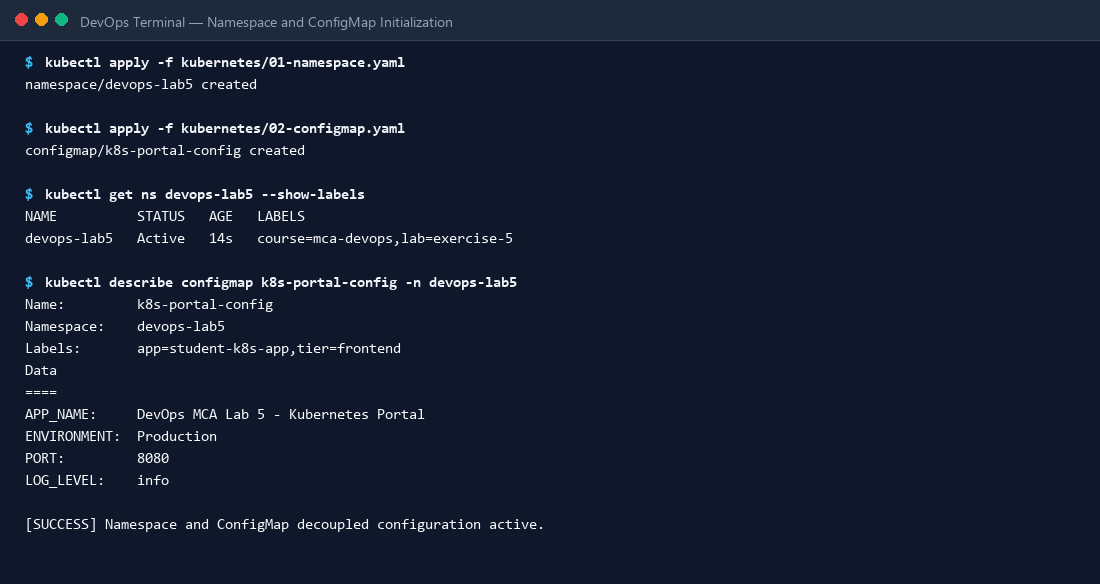 DevOps Terminal — Namespace and ConfigMap Initialization
$ kubectl apply -f kubernetes/01-namespace.yaml
namespace/devops-lab5 created
$ kubectl apply -f kubernetes/02-configmap.yaml
configmap/k8s-portal-config created
$ kubectl get ns devops-lab5 --show-labels
NAME          STATUS   AGE   LABELS
devops-lab5   Active   14s   course=mca-devops,lab=exercise-5
$ kubectl describe configmap k8s-portal-config -n devops-lab5
Name:         k8s-portal-config
Namespace:    devops-lab5
Labels:       app=student-k8s-app,tier=frontend
Data
====
APP_NAME:     DevOps MCA Lab 5 - Kubernetes Portal
ENVIRONMENT:  Production
PORT:         8080
LOG_LEVEL:    info
[SUCCESS] Namespace and ConfigMap decoupled configuration active.